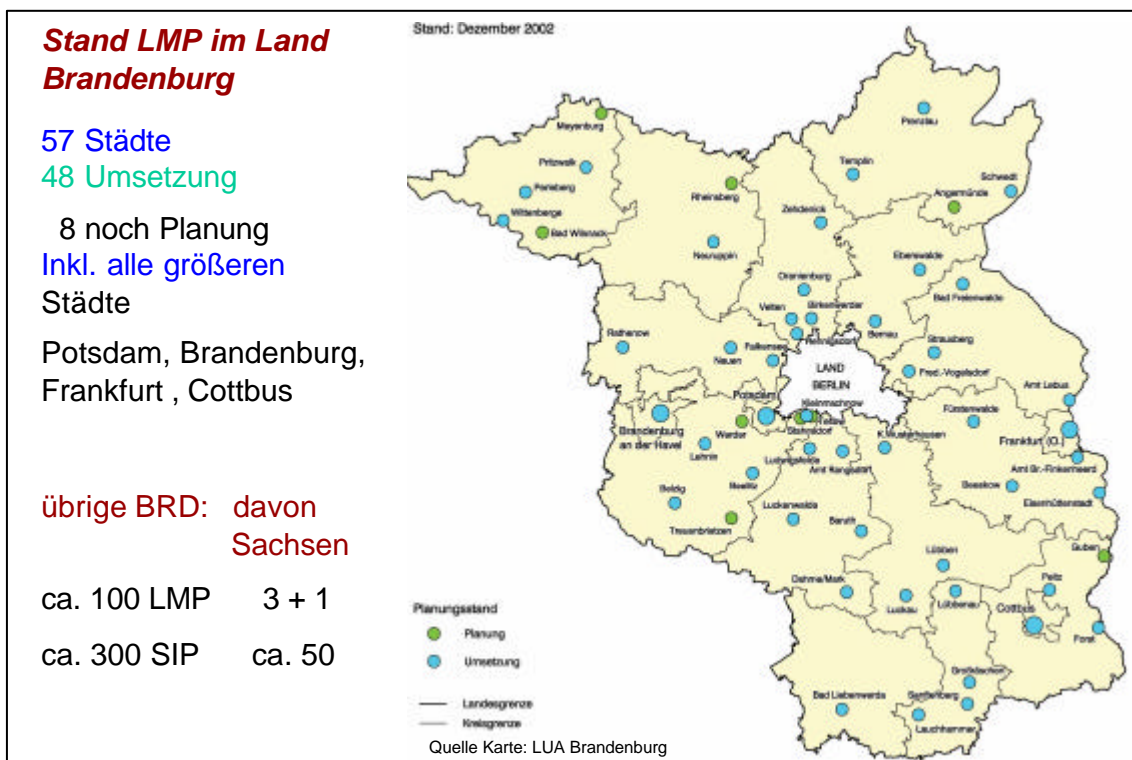 Stand LMP im Land
Brandenburg
57 Städte
48 Umsetzung
8 noch Planung
Inkl. alle größeren
Städte
Potsdam, Brandenburg,
Frankfurt , Cottbus
übrige BRD: davon
Sachsen
ca. 100 LMP 3 + 1
ca. 300 SIP ca. 50
Stand: Dezember 2002
Meyenburg
Prenzlau
Pritzwalk
Templin
Schwedt
Perleberg
Rheinsberg
Angermünde
Wittenberge
Zehdenick
Bad Wilsnack
Neuruppin
Eberswalde
Oranienburg
Bad Freienwalde
Velten
Birkenwerder
Rathenow
Hennigsdorf
Bernau
Strausberg
Falkensee
Nauen
LAND
BERLIN
Fred.-Vogelsdorf
Amt Lebus
Potsdam
Kleinmachnow
Fürstenwalde
Brandenburg
an der Havel
Werder
Stahnsdorf
Teltow
K.Wusterhausen
Frankfurt (O.)
Lehnin
Ludwigsfelde
Amt Rangsdorf
Amt Br.-Finkenheerd
Beelitz
Beeskow
Belzig
Eisenhüttenstadt
Luckenwalde
Treuenbrietzen
Baruth
Guben
Lübben
Dahme/Mark
Peitz
Luckau
Lübbenau
Cottbus
Forst
Großräschen
Bad Liebenwerda
Senftenberg
Lauchhammer
Planungsstand
Planung
Umsetzung
Landesgrenze
Kreisgrenze
Quelle Karte: LUA Brandenburg